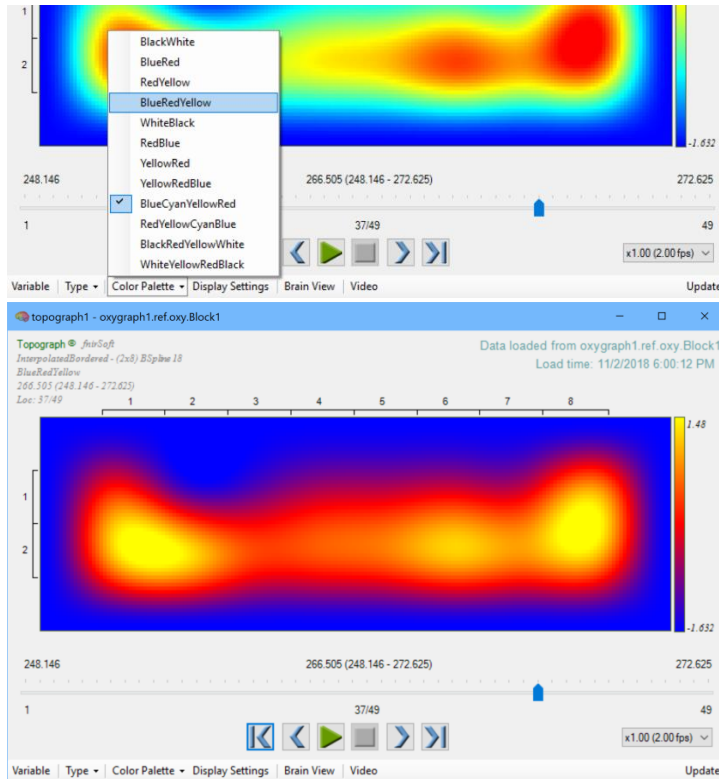 1
2
BlackWhite
BlueRed
RedYellow
BlueRedYellow
WhiteBlack
RedBlue
YellowRed
YellowRedBlue
BlueCyanYellowRed
RedYellowCyanBlue
BlackRedYellowWhite
WhiteYellowRedBlack
-1.632
248.146 266.505 (248.146 - 272.625) 272.625
1 37/49 49
x1.00 (2.00 fps)
Variable Type Color Palette Display Settings Brain View Video Update
topograph1 - oxygraph1.ref.oxy.Block1
Topograph ® fnirSoft
InterpolatedBordered - (2x8) BSpline 18
BlueRedYellow
266.505 (248.146 - 272.625)
Loc: 37/49
Data loaded from oxygraph1.ref.oxy.Block1
Load time: 11/2/2018 6:00:12 PM
1 2 3 4 5 6 7 8
1.48
1
2
-1.632
248.146 266.505 (248.146 - 272.625) 272.625
1 37/49 49
x1.00 (2.00 fps)
Variable Type Color Palette Display Settings Brain View Video Update